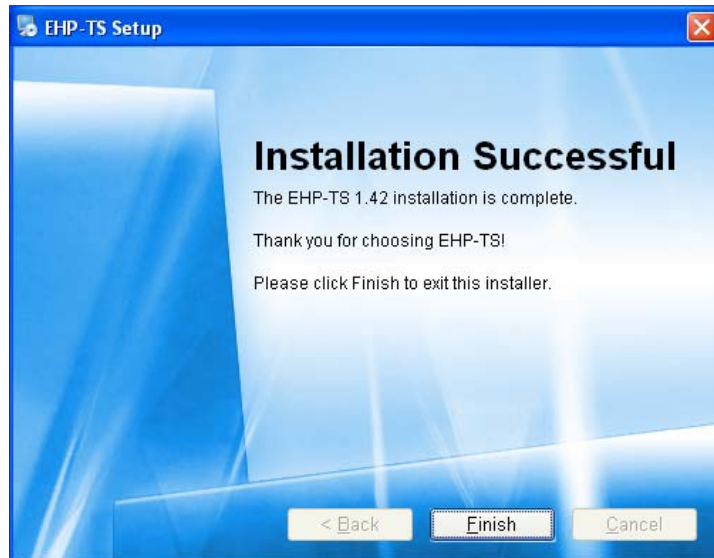 EHP-TS Setup
Installation Successful
The EHP-TS 1.42 installation is complete.
Thank you for choosing EHP-TS!
Please click Finish to exit this installer.
< Back
Finish
Cancel